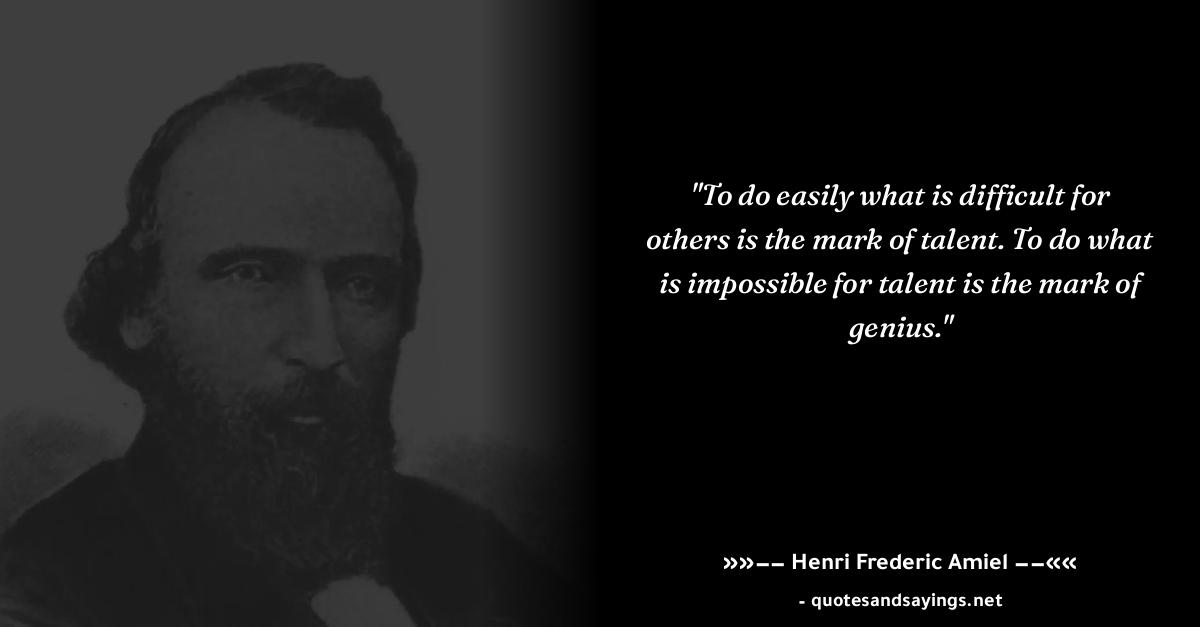 "To do easily what is difficult for
others is the mark of talent. To do what
is impossible for talent is the mark of
genius."
»»−− Henri Frederic Amiel −−««
- quotesandsayings.net